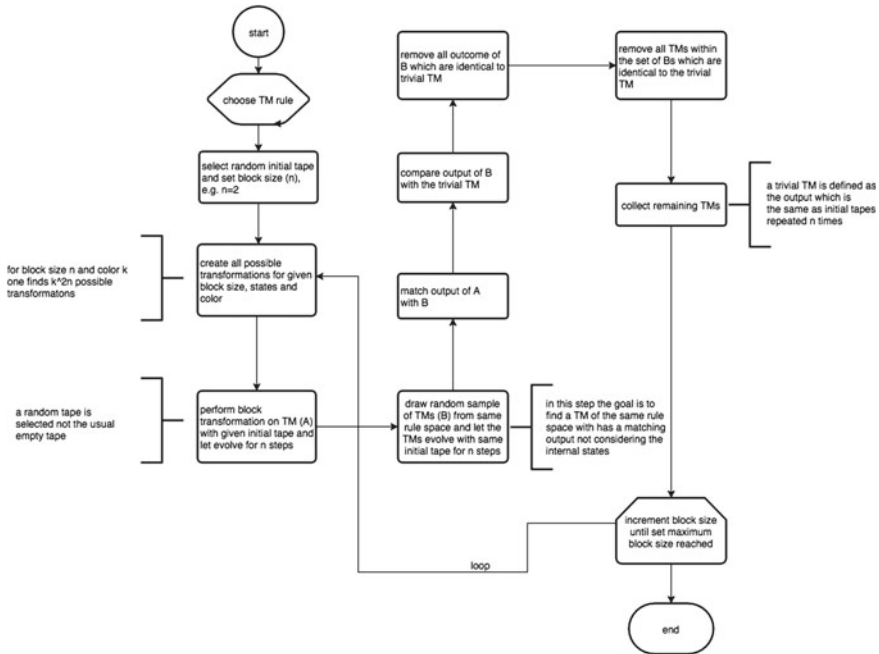 start
choose TM rule
select random initial tape
and set block size (n),
e.g. n=2
for block size n and color k
one finds k^2n possible
transformatons
create all possible
transformations for given
block size, states and
color
a random tape is
selected not the usual
empty tape
perform block
transformation on TM (A)
with given initial tape and
let evolve for n steps
draw random sample
of TMs (B) from same
rule space and let the
TMs evolve with same
initial tape for n steps
in this step the goal is to
find a TM of the same rule
space with has a matching
output not considering the
internal states
match output of A
with B
compare output of B
with the trivial TM
remove all outcome of
B which are identical to
trivial TM
remove all TMs within
the set of Bs which are
identical to the trivial
TM
collect remaining TMs
a trivial TM is defined as
the output which is
the same as initial tapes
repeated n times
increment block size
until set maximum
block size reached
loop
end